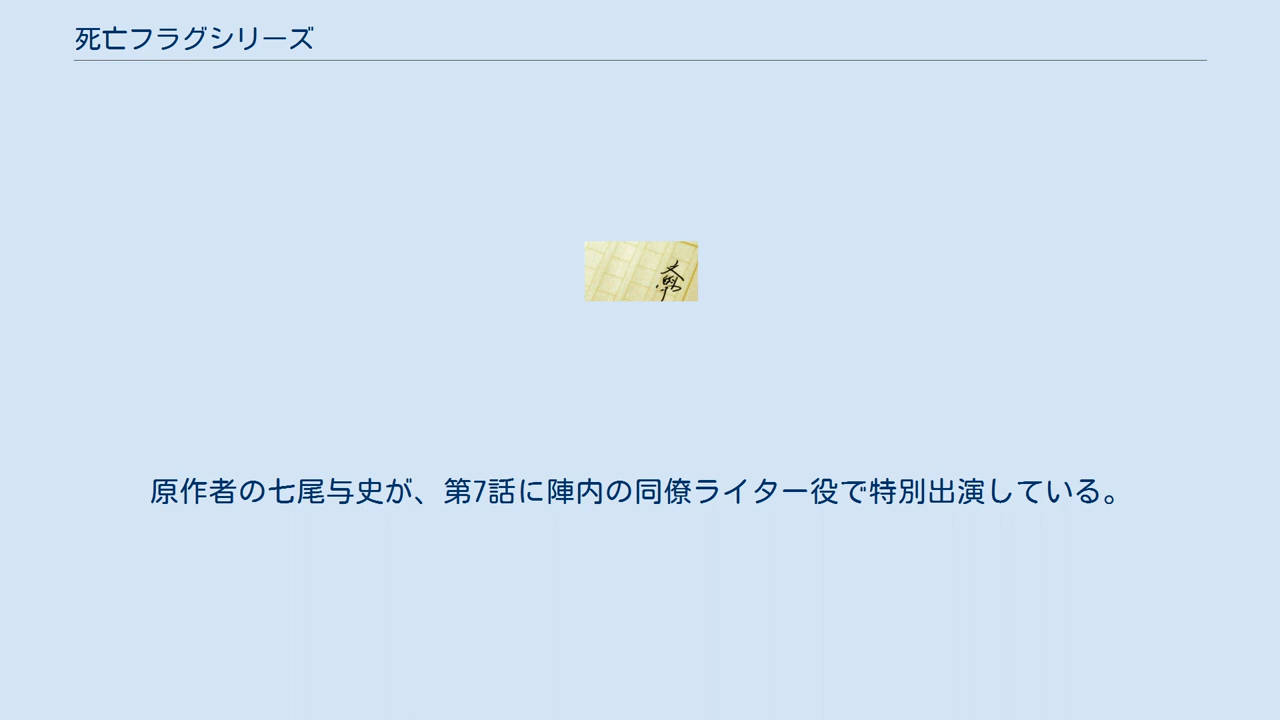 死亡フラグシリーズ
原作者の七尾与史が、第7話に陣内の同僚ライター役で特別出演している。